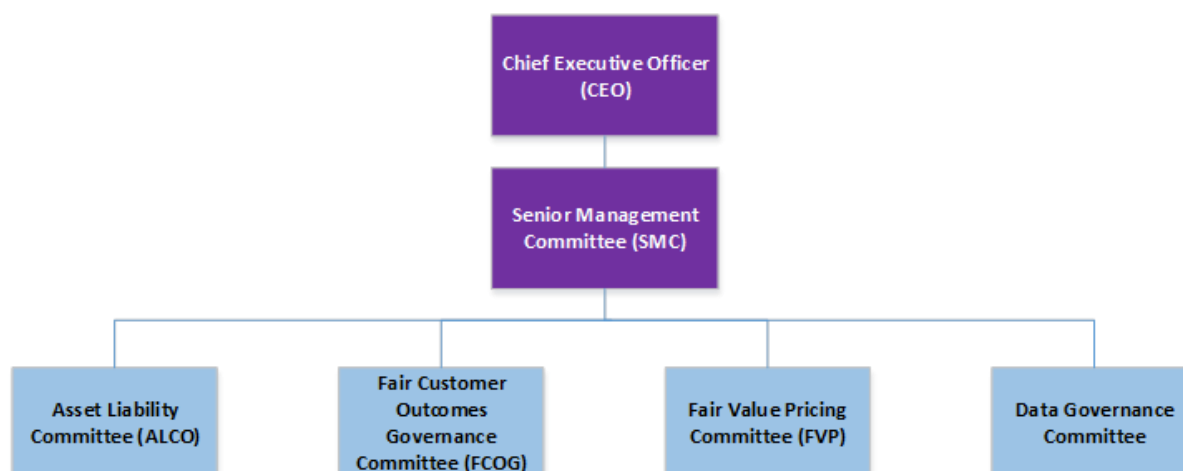 Chief Executive Officer
(CEO)
Senior Management
Committee (SMC)
Asset Liability
Committee (ALCO)
Fair Customer
Outcomes
Governance
Committee (FCOG)
Fair Value Pricing
Committee (FVP)
Data Governance
Committee